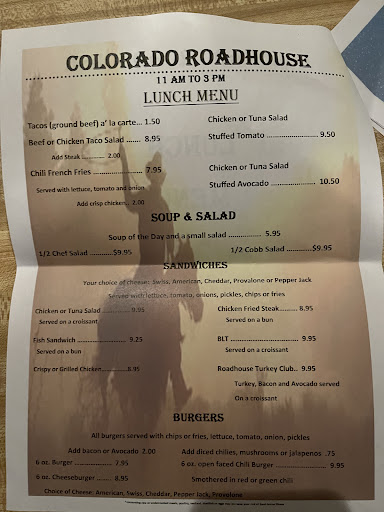 COLORADO ROADHOUSE
11 AM TO 3 PM
LUNCH MENU
Tacos (ground beef) a' la carte... 1.50
Beef or Chicken Taco Salad ...... 8.95
Add Steak ............ 2.00
Chili French Fries ..................... 7.95
Served with lettuce, tomato and onion
Add crisp chicken... 2.00
Chicken or Tuna Salad
Stuffed Tomato ........................ 9.50
Chicken or Tuna Salad
Stuffed Avocado ..................... 10.50
SOUP & SALAD
Soup of the Day and a small salad ................. 5.95
1/2 Chef Salad ...........$9.95
1/2 Cobb Salad ............$9.95
SANDWICHES
Your choice of cheese: Swiss, American, Cheddar, Provalone or Pepper Jack
Served with lettuce, tomato, onions, pickles, chips or fries
Chicken or Tuna Salad............... 9.95
Served on a croissant
Fish Sandwich ...................... 9.25
Served on a bun
Crispy or Grilled Chicken.............8.95
Chicken Fried Steak......... 8.95
Served on a bun
BLT ................................ 9.95
Served on a croissant
Roadhouse Turkey Club.. 9.95
Turkey, Bacon and Avocado served
On a croissant
BURGERS
All burgers served with chips or fries, lettuce, tomato, onion, pickles
Add bacon or Avocado 2.00
Add diced chilies, mushrooms or jalapenos .75
6 oz. Burger .................. 7.95
6 oz. Cheeseburger ........ 8.95
6 oz. open faced Chili Burger ................... 9.95
Smothered in red or green chili
Choice of Cheese: American, Swiss, Cheddar, Pepper Jack, Provolone